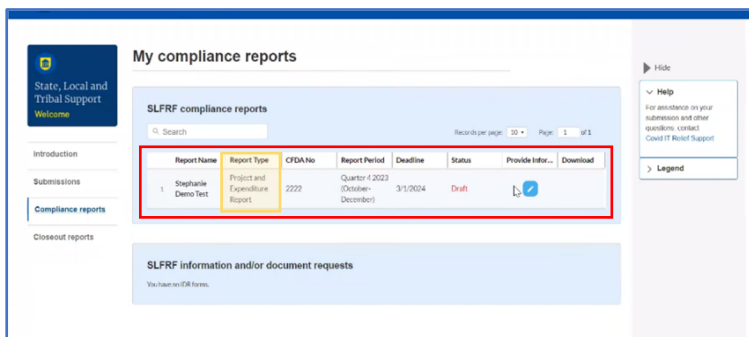 My compliance reports
State, Local and
Tribal Support
Welcome
Introduction
Submissions
Compliance reports
Closeout reports
SLFRF compliance reports
Search
Records per page: 10 Page: 1 of 1
Report Name Report Type CFDA No Report Period Deadline Status Provide Infor... Download
1 Stephanie Demo Test Project and Expenditure Report 2222 Quarter 4 2023 (October-December) 3/1/2024 Draft
SLFRF information and/or document requests
You have no IDR forms.
Hide
Help
For assistance on your
submission and other
questions, contact
Covid IT Relief Support
Legend